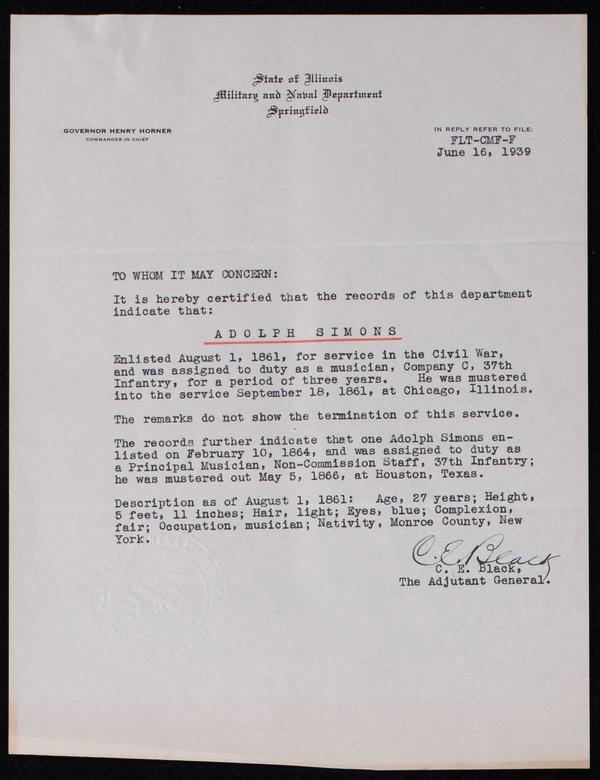 State of Illinois
Military and Naval Department
Springfield
GOVERNOR HENRY HORNER
COMMANDER IN CHIEF
IN REPLY REFER TO FILE:
FLT-CMF-F
June 16, 1939
TO WHOM IT MAY CONCERN:
It is hereby certified that the records of this department
indicate that:
A D O L P H  S I M O N S
Enlisted August 1, 1861, for service in the Civil War,
and was assigned to duty as a musician, Company C, 37th
Infantry, for a period of three years. He was mustered
into the service September 18, 1861, at Chicago, Illinois.
The remarks do not show the termination of this service.
The records further indicate that one Adolph Simons en-
listed on February 10, 1864, and was assigned to duty as
a Principal Musician, Non-Commission Staff, 37th Infantry;
he was mustered out May 5, 1866, at Houston, Texas.
Description as of August 1, 1861: Age, 27 years; Height,
5 feet, 11 inches; Hair, light; Eyes, blue; Complexion,
fair; Occupation, musician; Nativity, Monroe County, New
York.
C. E. Black
C. E. Black,
The Adjutant General.